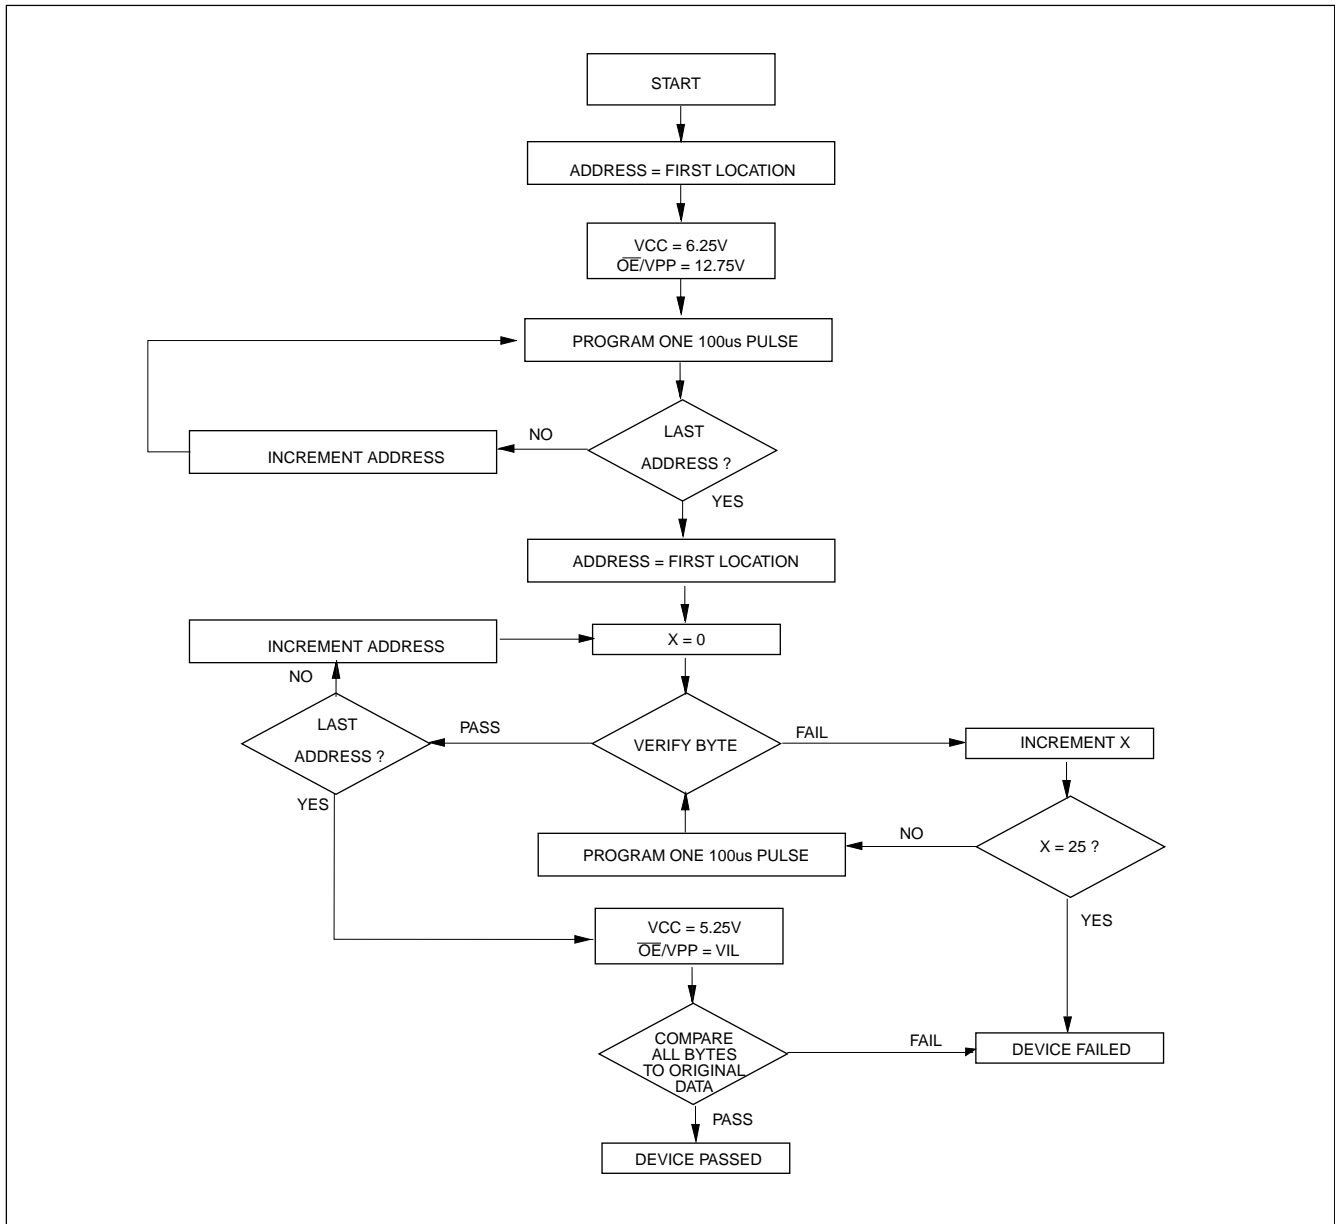 START
ADDRESS = FIRST LOCATION
VCC = 6.25V
O̅E̅/VPP = 12.75V
PROGRAM ONE 100us PULSE
LAST
ADDRESS ?
NO
INCREMENT ADDRESS
YES
ADDRESS = FIRST LOCATION
INCREMENT ADDRESS
X = 0
NO
LAST
ADDRESS ?
PASS
VERIFY BYTE
FAIL
INCREMENT X
YES
PROGRAM ONE 100us PULSE
NO
X = 25 ?
YES
VCC = 5.25V
O̅E̅/VPP = VIL
COMPARE
ALL BYTES
TO ORIGINAL
DATA
FAIL
DEVICE FAILED
PASS
DEVICE PASSED